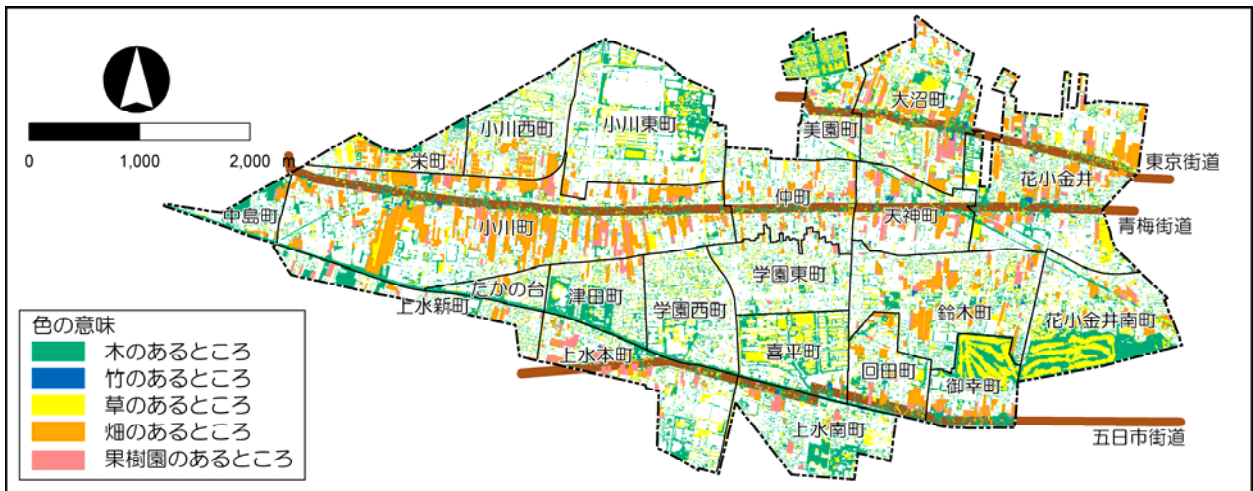 大沼町
小川西町
小川東町
美園町
0
1,000
2,000 m
栄町
東京街道
花小金井
中島町
仲町
小川町
天神町
青梅街道
学園東町
たかの台
津田町
上水新町
学園西町
鈴木町
花小金井南町
色の意味
木のあるところ
竹のあるところ
草のあるところ
畑のあるところ
果樹園のあるところ
上水本町
喜平町
回田町
御幸町
上水南町
五日市街道